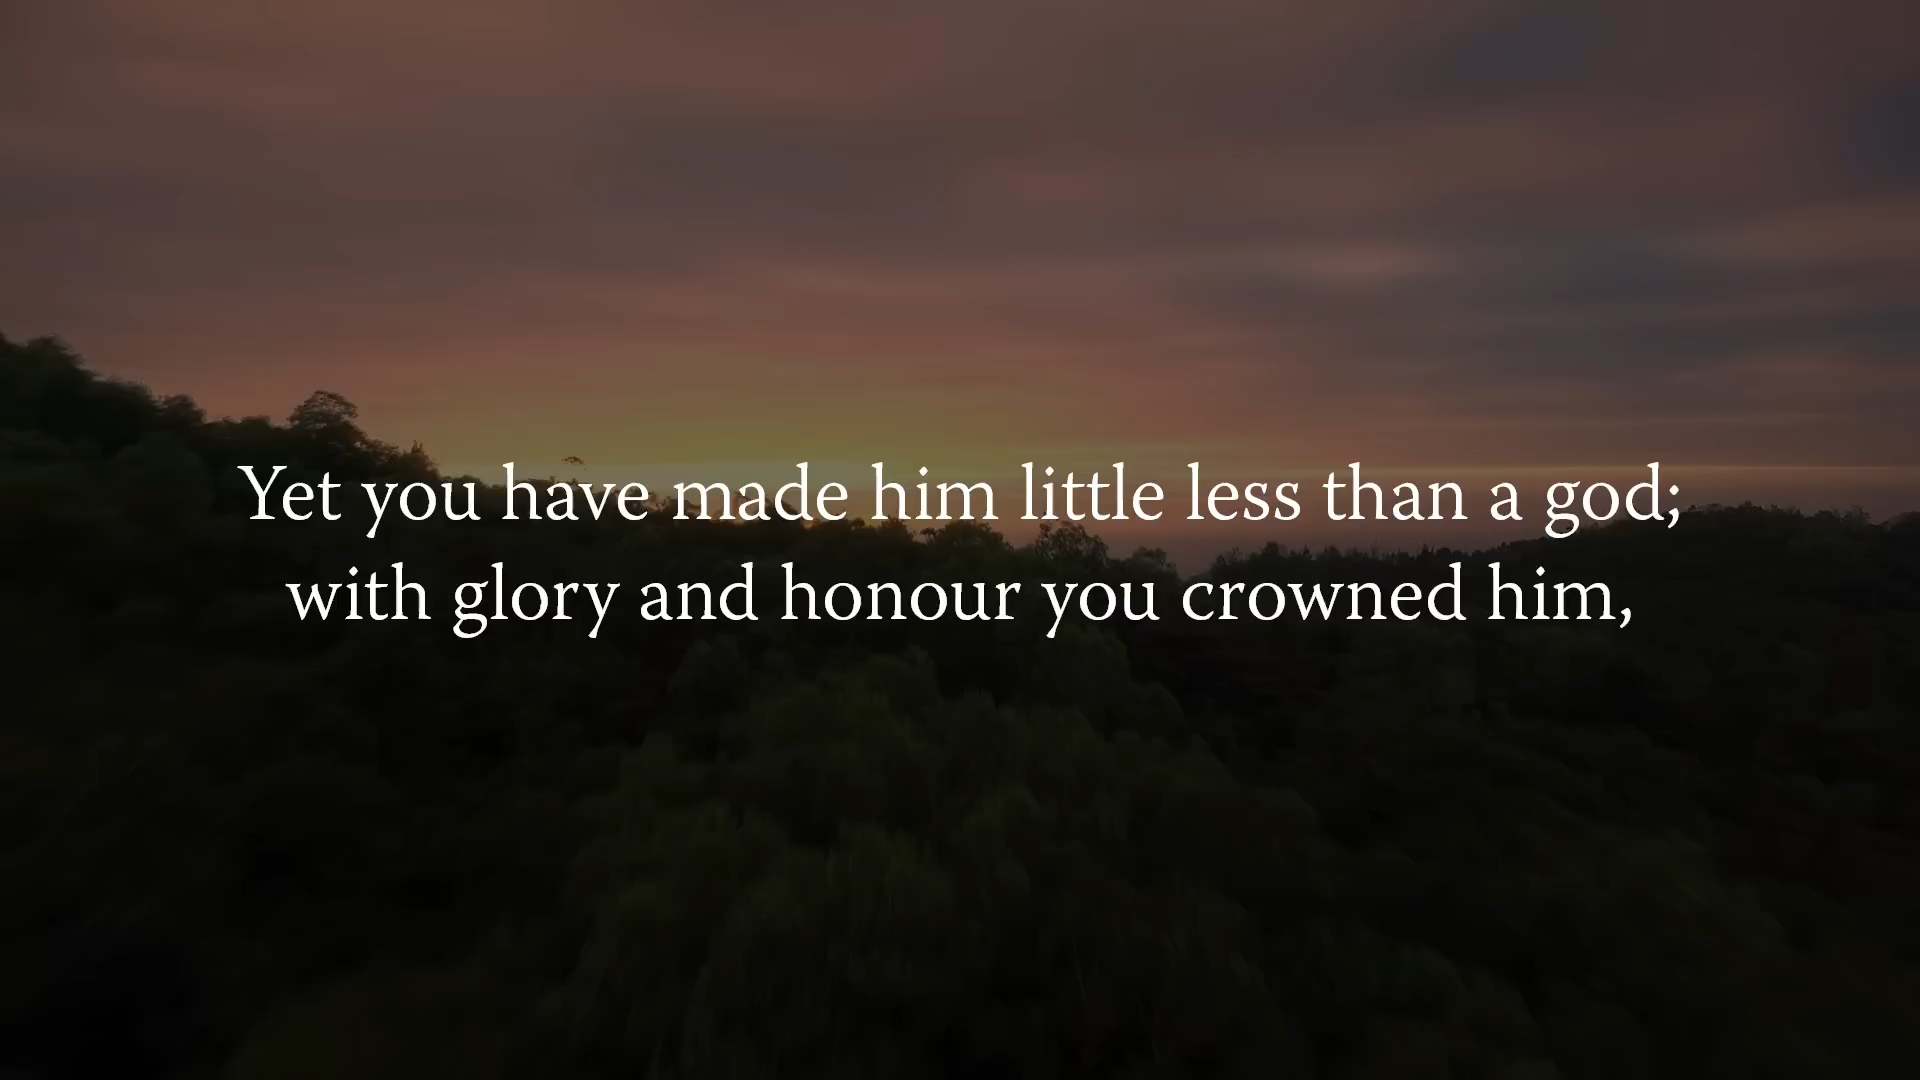 Yet you have made him little less than a god;
with glory and honour you crowned him,